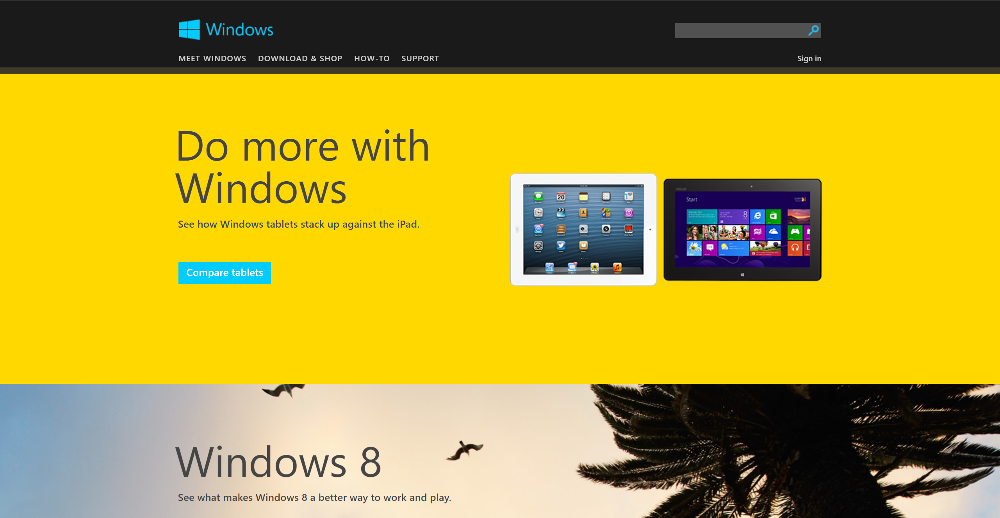 Windows
MEET WINDOWS DOWNLOAD & SHOP HOW-TO SUPPORT
Sign in
Do more with
Windows
See how Windows tablets stack up against the iPad.
Compare tablets
20
ASUS
Start
8
Windows 8
See what makes Windows 8 a better way to work and play.